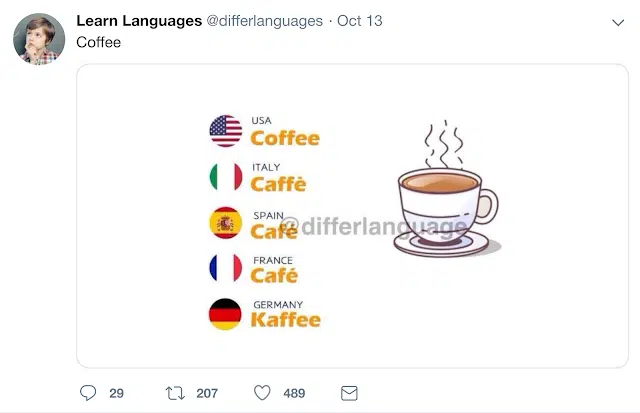 Learn Languages @differlanguages · Oct 13
Coffee
USA
Coffee
ITALY
Caffè
SPAIN
Café
@differlanguage
FRANCE
Café
GERMANY
Kaffee
29 207 489